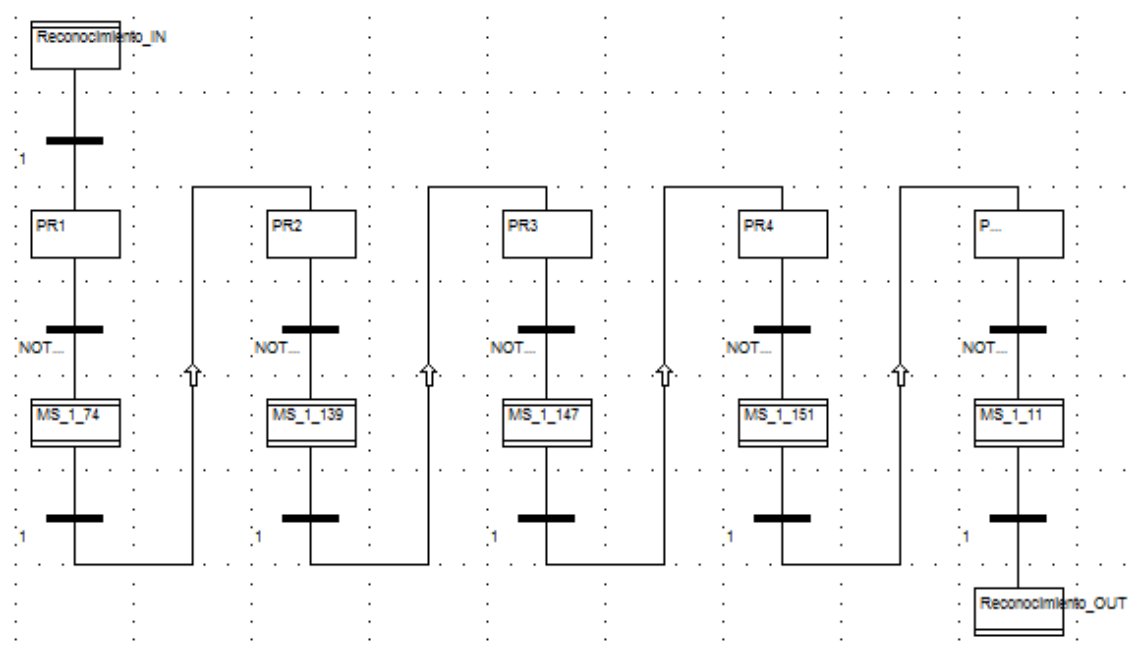 Reconocimiento_IN
1
PR1
PR2
PR3
PR4
P...
NOT...
NOT...
NOT...
NOT...
NOT...
MS_1_74
MS_1_139
MS_1_147
MS_1_151
MS_1_11
1
1
1
1
1
Reconocimiento_OUT